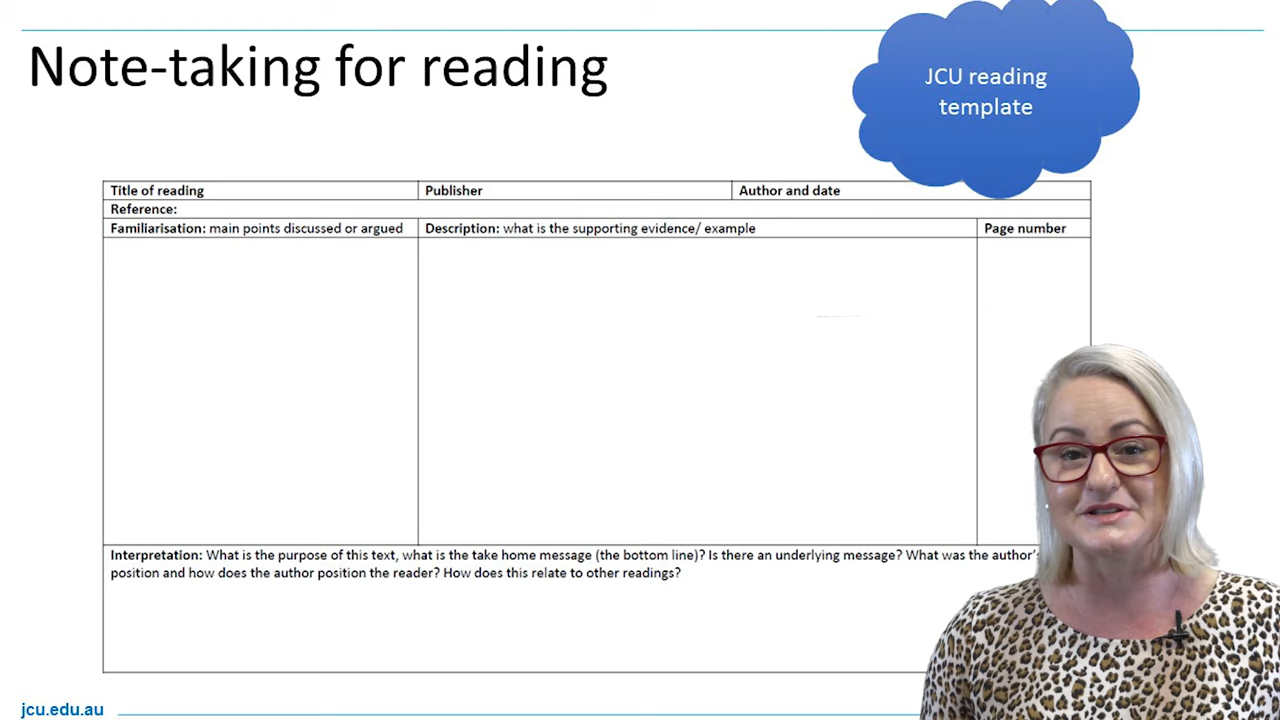 Note-taking for reading
JCU reading
template
Title of reading
Publisher
Author and date
Reference:
Familiarisation: main points discussed or argued
Description: what is the supporting evidence/ example
Page number
Interpretation: What is the purpose of this text, what is the take home message (the bottom line)? Is there an underlying message? What was the author's
position and how does the author position the reader? How does this relate to other readings?
jcu.edu.au